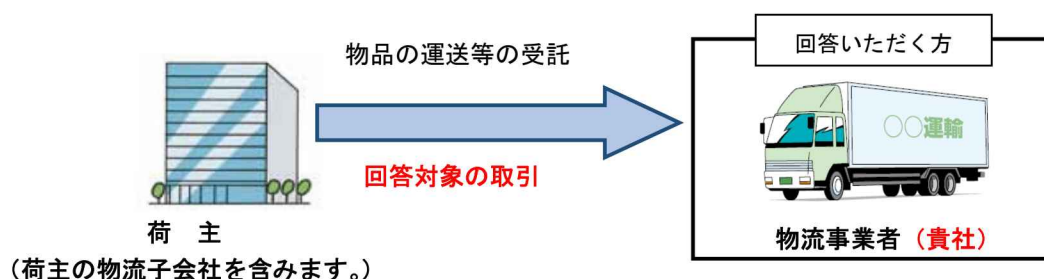 回答いただく方
物品の運送等の受託
○○運輸
回答対象の取引
荷　主
（荷主の物流子会社を含みます。）
物流事業者（貴社）